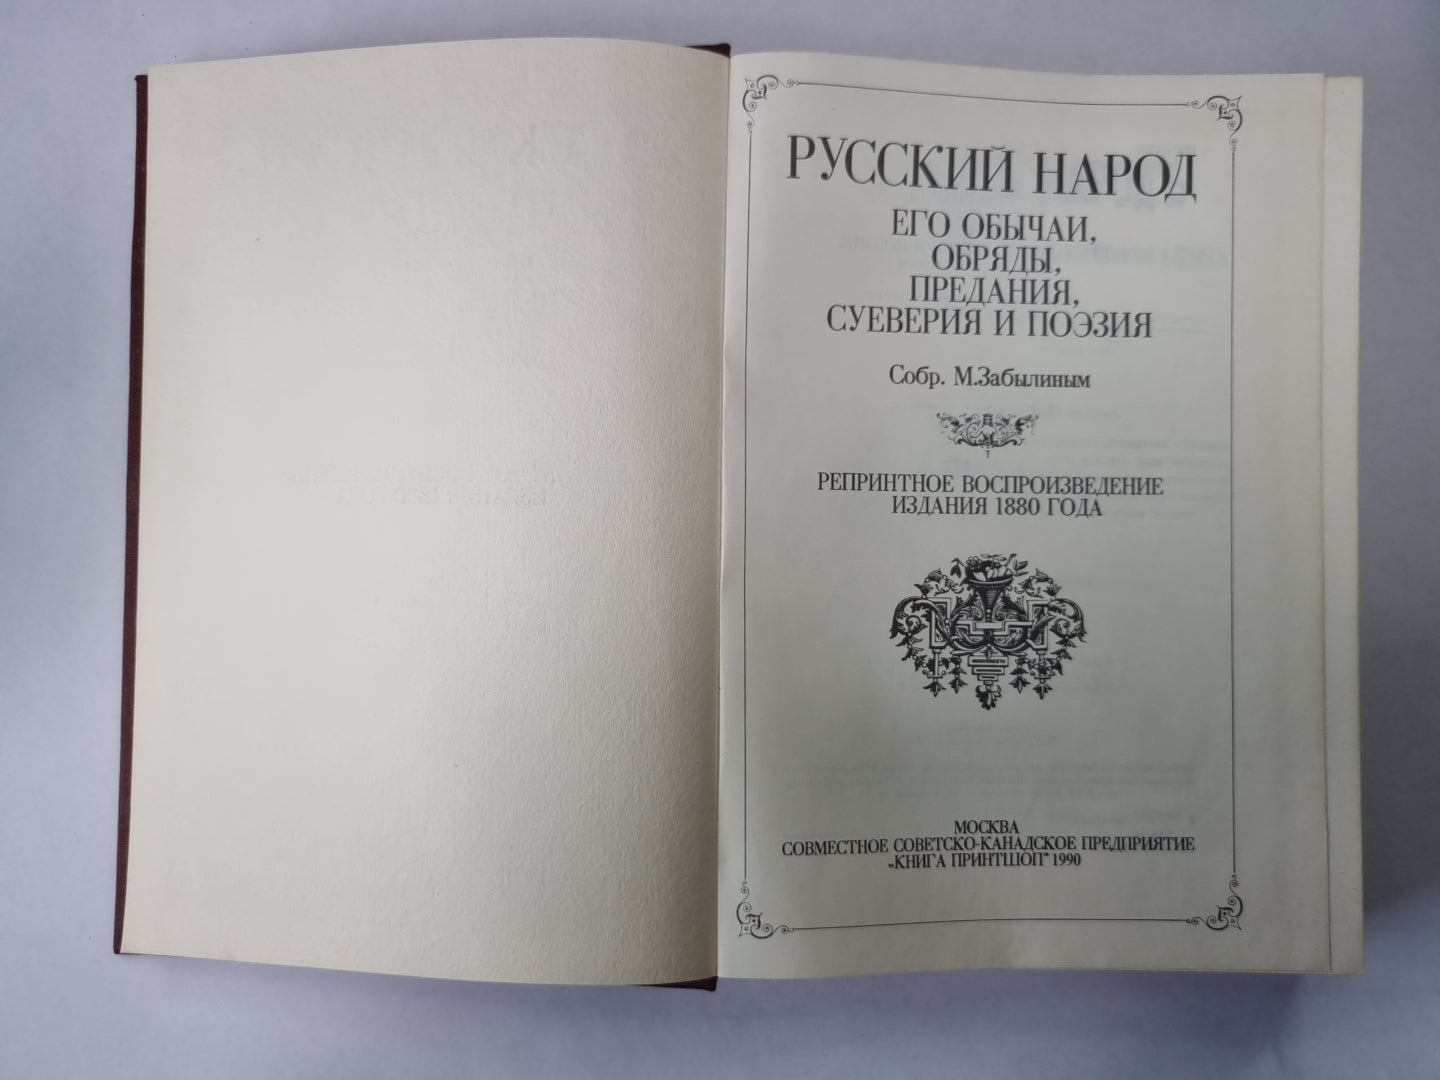 РУССКИЙ НАРОД
ЕГО ОБЫЧАИ,
ОБРЯДЫ,
ПРЕДАНИЯ,
СУЕВЕРИЯ И ПОЭЗИЯ
Собр. М.Забылиным
РЕПРИНТНОЕ ВОСПРОИЗВЕДЕНИЕ
ИЗДАНИЯ 1880 ГОДА
МОСКВА
СОВМЕСТНОЕ СОВЕТСКО-КАНАДСКОЕ ПРЕДПРИЯТИЕ
„КНИГА ПРИНТШОП” 1990